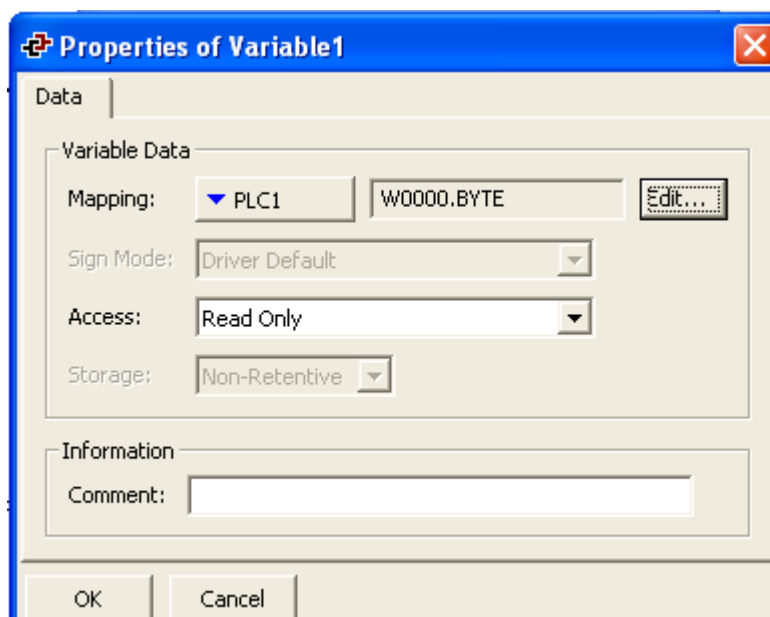 Properties of Variable1
Data
Variable Data
Mapping: PLC1 W0000.BYTE Edit...
Sign Mode: Driver Default
Access: Read Only
Storage: Non-Retentive
Information
Comment:
OK Cancel